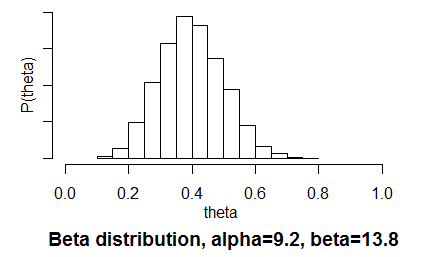 P(theta)
0.0 0.2 0.4 0.6 0.8 1.0
theta
Beta distribution, alpha=9.2, beta=13.8